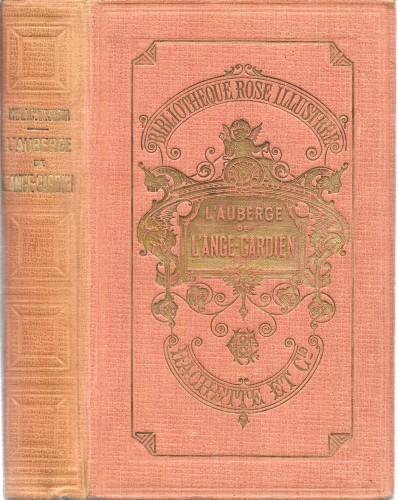 L'AUBERGE
DE
L'ANGE-GARDIEN
BIBLIOTHEQUE ROSE ILLUSTRÉE
L'AUBERGE
DE
L'ANGE-GARDIEN
HACHETTE ET Cie